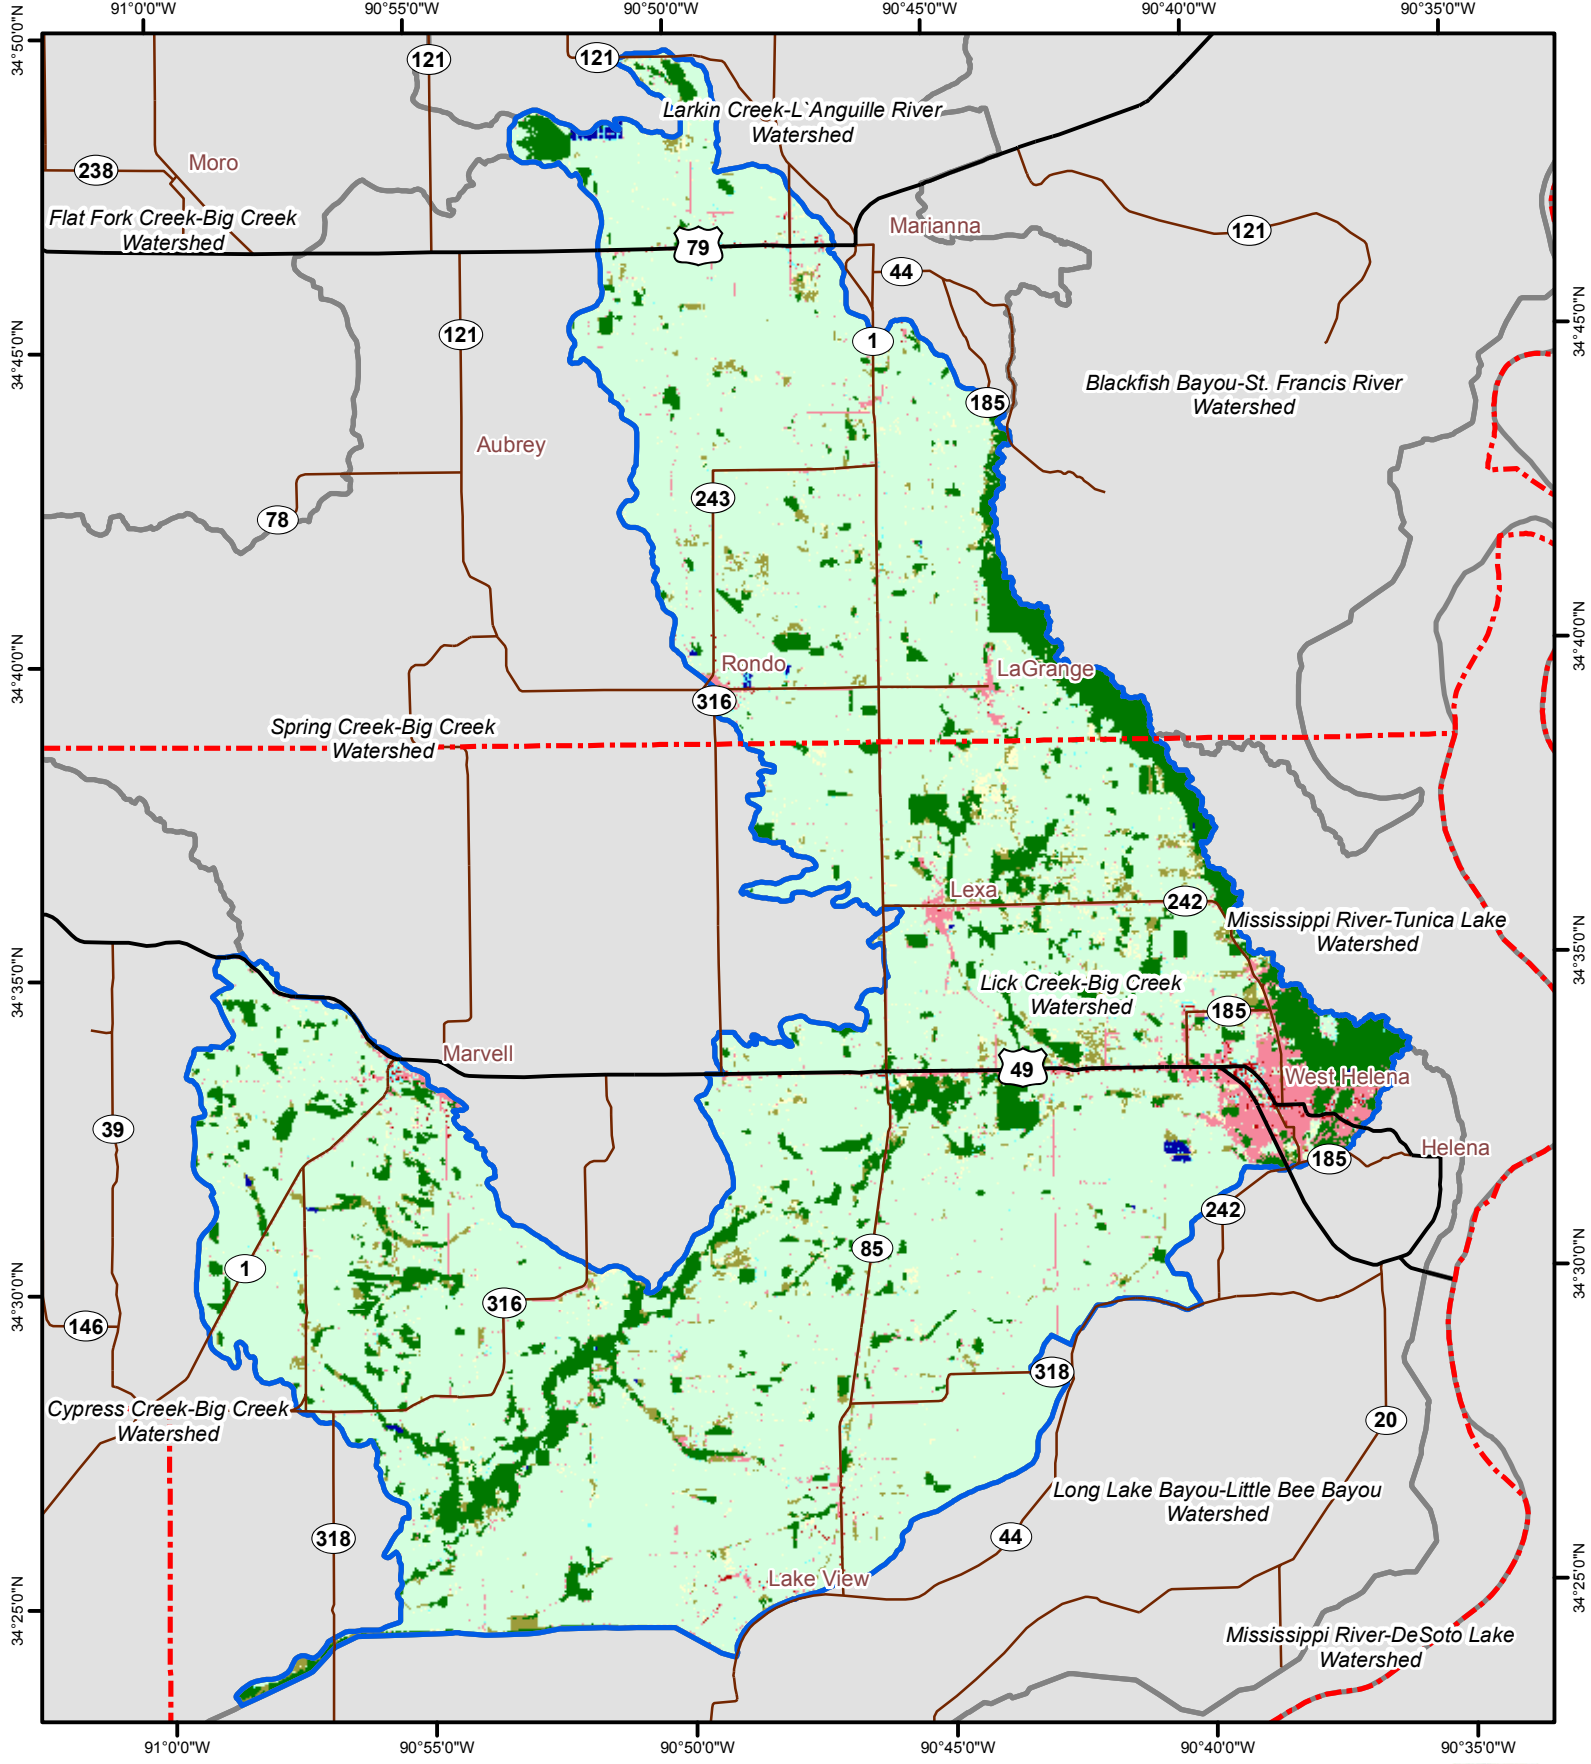 91°0'0"W
90°55'0"W
90°50'0"W
90°45'0"W
90°40'0"W
90°35'0"W
34°50'0"N
121
121
Larkin Creek-L`Anguille River
Watershed
238
Moro
Flat Fork Creek-Big Creek
Watershed
79
Marianna
121
44
34°45'0"N
121
1
34°45'0"N
Blackfish Bayou-St. Francis River
Watershed
185
Aubrey
243
78
34°40'0"N
34°40'0"N
Rondo
LaGrange
316
Spring Creek-Big Creek
Watershed
Lexa
242
Mississippi River-Tunica Lake
Watershed
34°35'0"N
34°35'0"N
Lick Creek-Big Creek
Watershed
185
Marvell
49
West Helena
39
Helena
185
242
85
1
34°30'0"N
34°30'0"N
316
146
318
Cypress Creek-Big Creek
Watershed
20
Long Lake Bayou-Little Bee Bayou
Watershed
318
44
Lake View
34°25'0"N
34°25'0"N
Mississippi River-DeSoto Lake
Watershed
91°0'0"W
90°55'0"W
90°50'0"W
90°45'0"W
90°40'0"W
90°35'0"W